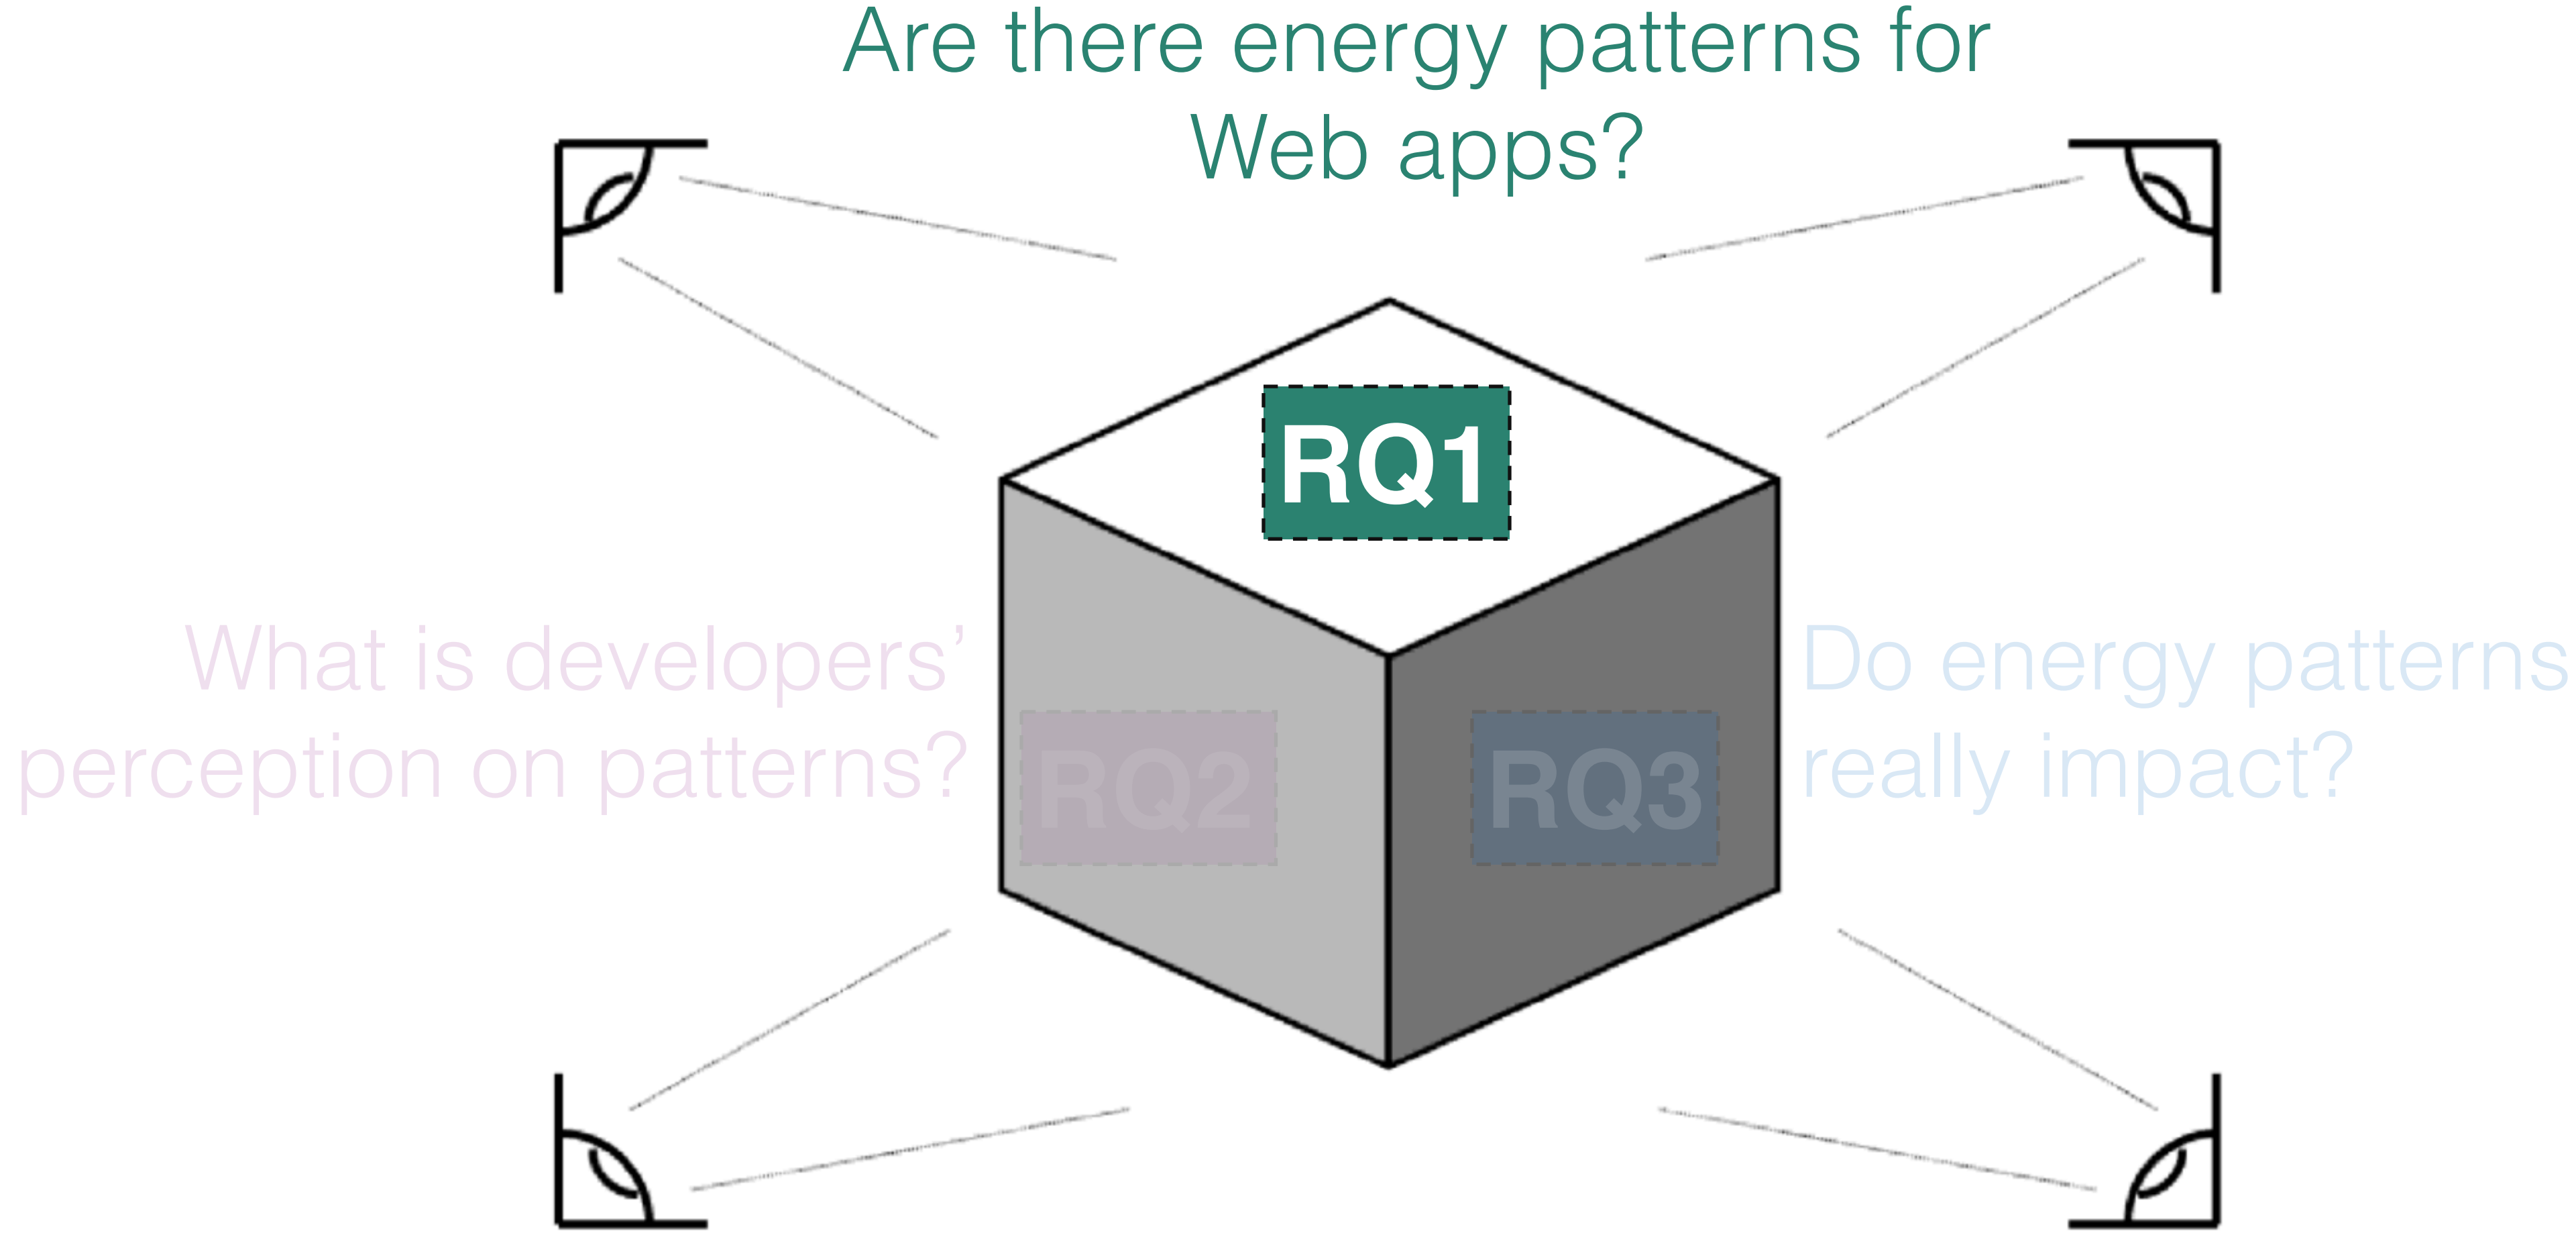 Are there energy patterns for
Web apps?
RQ1
What is developers’
perception on patterns?
RQ2
RQ3
Do energy patterns
really impact?